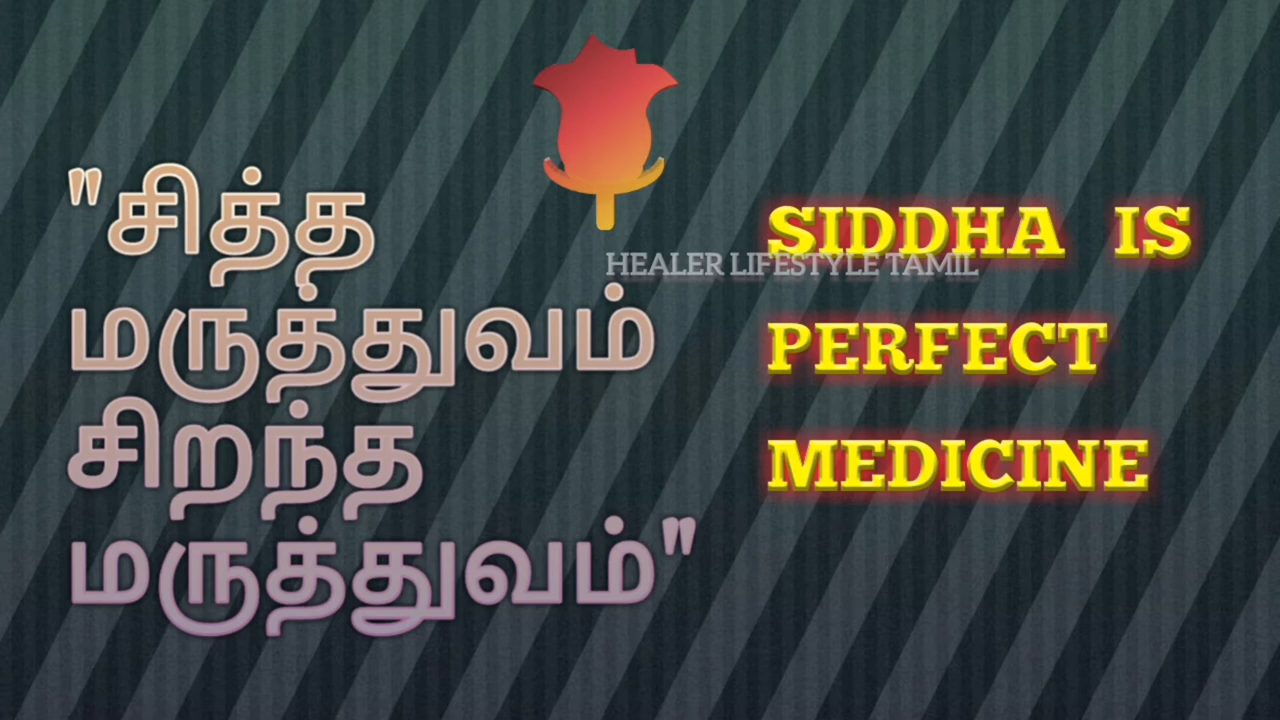 "சித்த
மருத்துவம்
சிறந்த
மருத்துவம்"
HEALER LIFESTYLE TAMIL
SIDDHA IS
PERFECT
MEDICINE